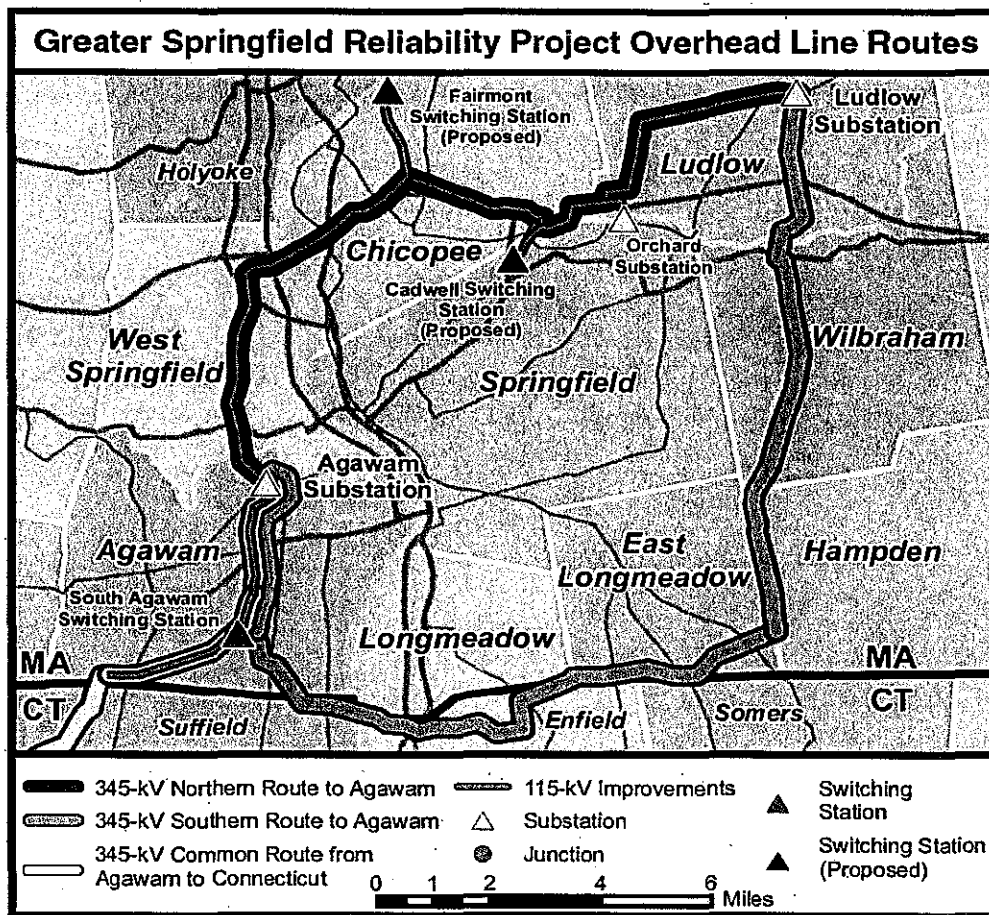 Greater Springfield Reliability Project Overhead Line Routes
Fairmont
Switching Station
(Proposed)
Ludlow
Substation
Holyoke
Ludlow
Chicopee
Orchard
Substation
Cadwell Switching
Station
(Proposed)
West
Springfield
Wilbraham
Springfield
Agawam
Substation
Agawam
East
Longmeadow
Hampden
South Agawam
Switching Station
Longmeadow
MA
MA
CT
CT
Suffield
Enfield
Somers
345-kV Northern Route to Agawam
345-kV Southern Route to Agawam
345-kV Common Route from
Agawam to Connecticut
115-kV Improvements
Substation
Junction
Switching
Station
Switching Station
(Proposed)
0 1 2 4 6
Miles